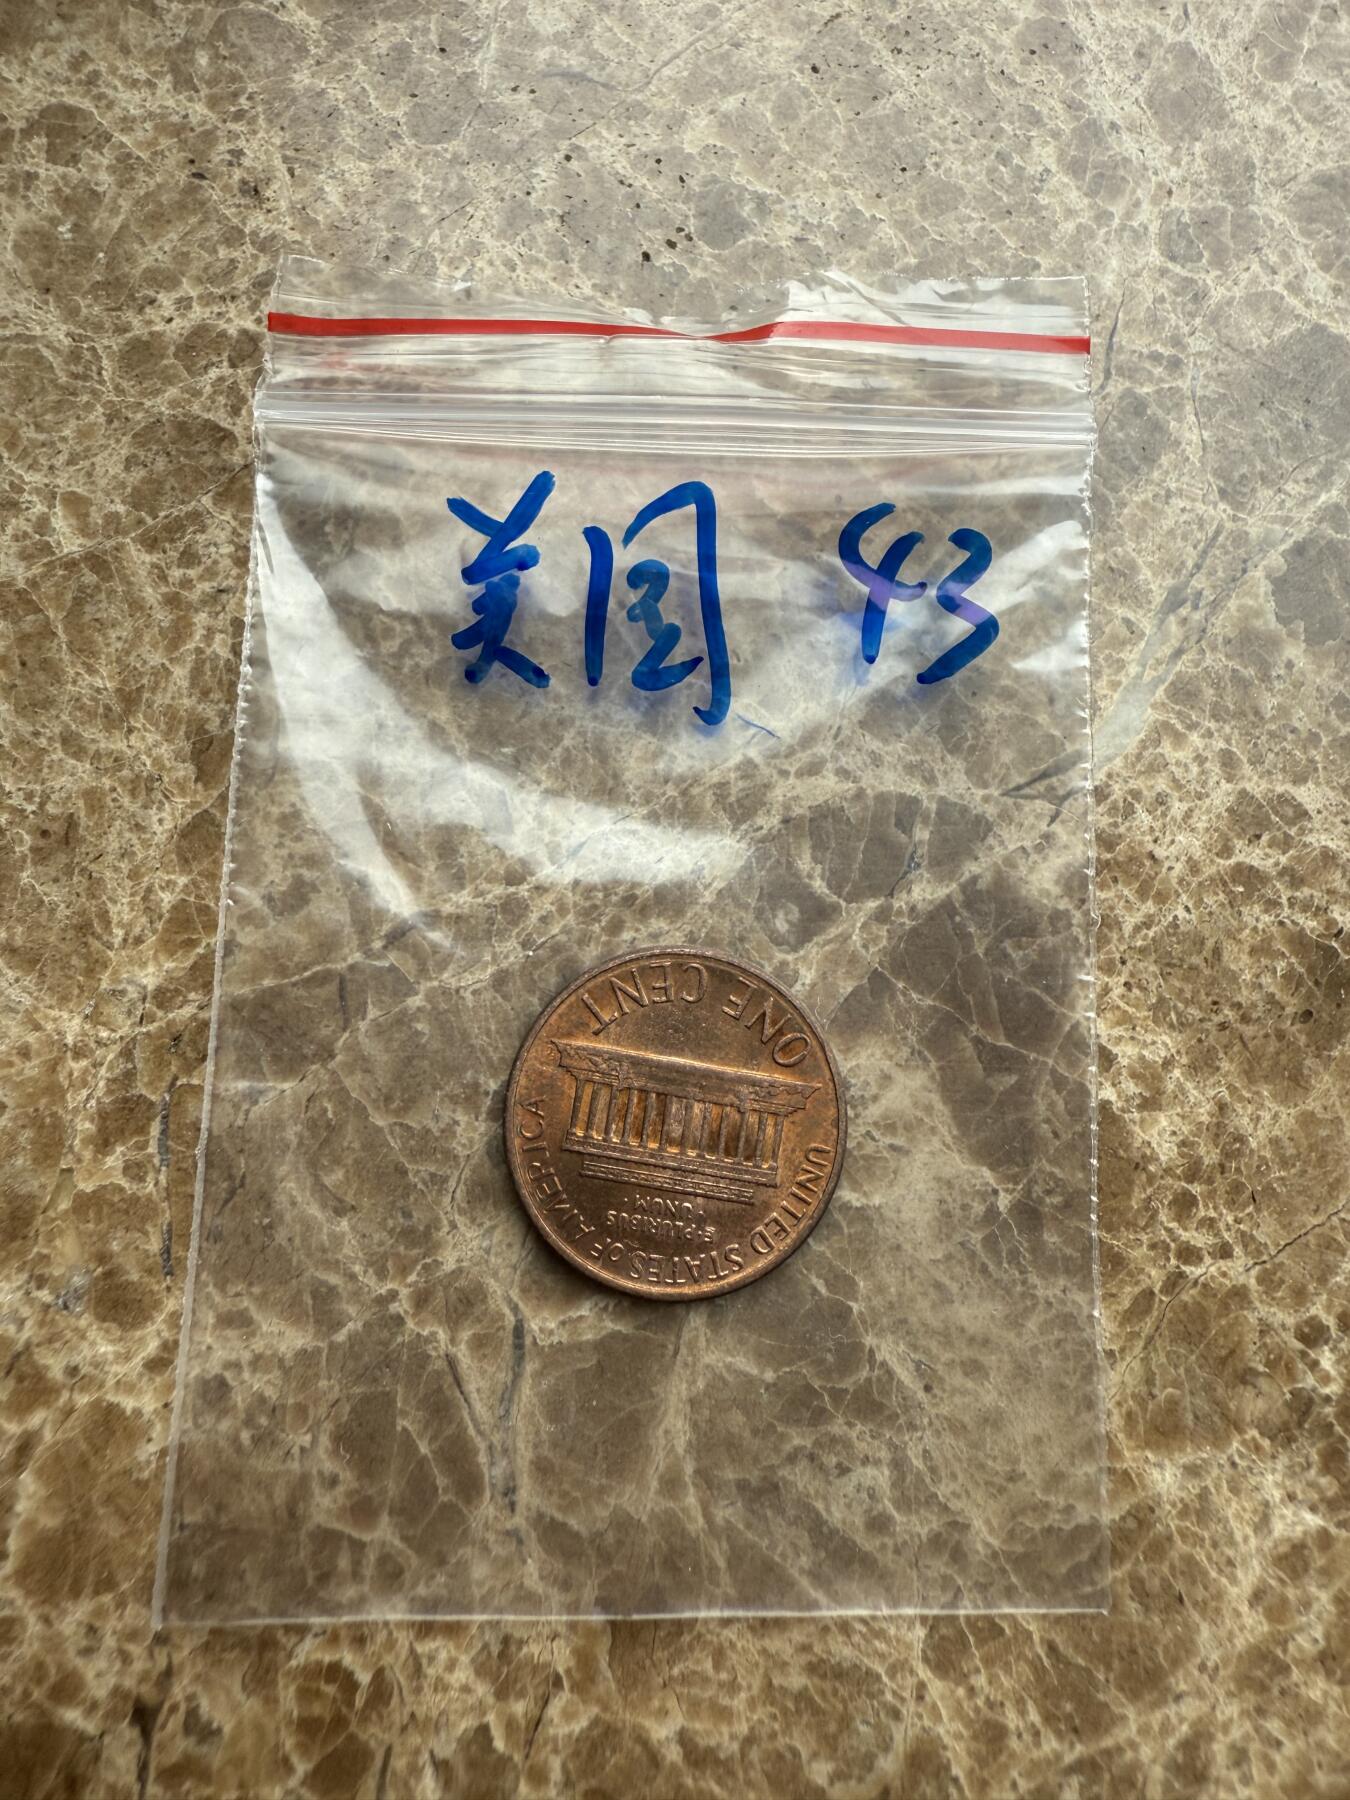 美国 43
ONE CENT
E·PLURIBUS
UNUM
UNITED STATES OF AMERICA